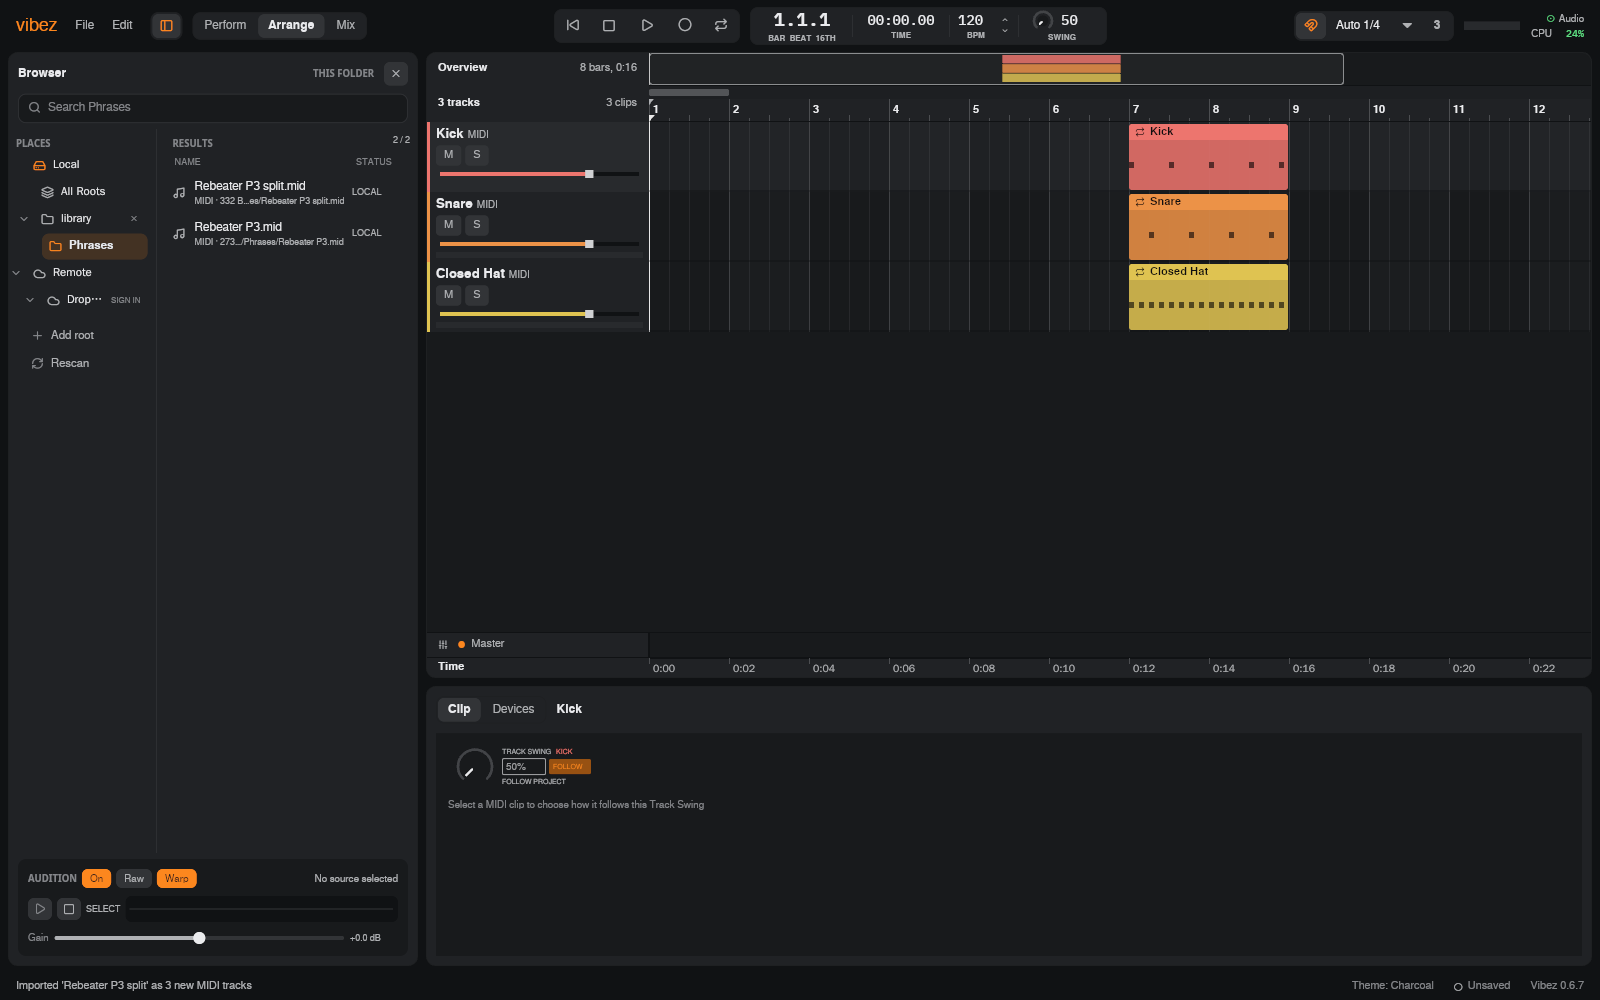 vibez File Edit Perform Arrange Mix
1.1.1 00:00.00 120 50
BAR BEAT 16TH TIME BPM SWING
Auto 1/4 3
Audio
CPU 24%
Browser THIS FOLDER
Search Phrases
PLACES
Local
All Roots
library
Phrases
Remote
Drop··· SIGN IN
Add root
Rescan
RESULTS 2/2
NAME STATUS
Rebeater P3 split.mid LOCAL
MIDI · 332 B...es/Rebeater P3 split.mid
Rebeater P3.mid LOCAL
MIDI · 273.../Phrases/Rebeater P3.mid
AUDITION On Raw Warp No source selected
SELECT
Gain +0.0 dB
Overview 8 bars, 0:16
3 tracks 3 clips
1 2 3 4 5 6 7 8 9 10 11 12
Kick MIDI
M S
Kick
Snare MIDI
M S
Snare
Closed Hat MIDI
M S
Closed Hat
Master
Time 0:00 0:02 0:04 0:06 0:08 0:10 0:12 0:14 0:16 0:18 0:20 0:22
Clip Devices Kick
TRACK SWING KICK
50% FOLLOW
FOLLOW PROJECT
Select a MIDI clip to choose how it follows this Track Swing
Imported 'Rebeater P3 split' as 3 new MIDI tracks
Theme: Charcoal Unsaved Vibez 0.6.7